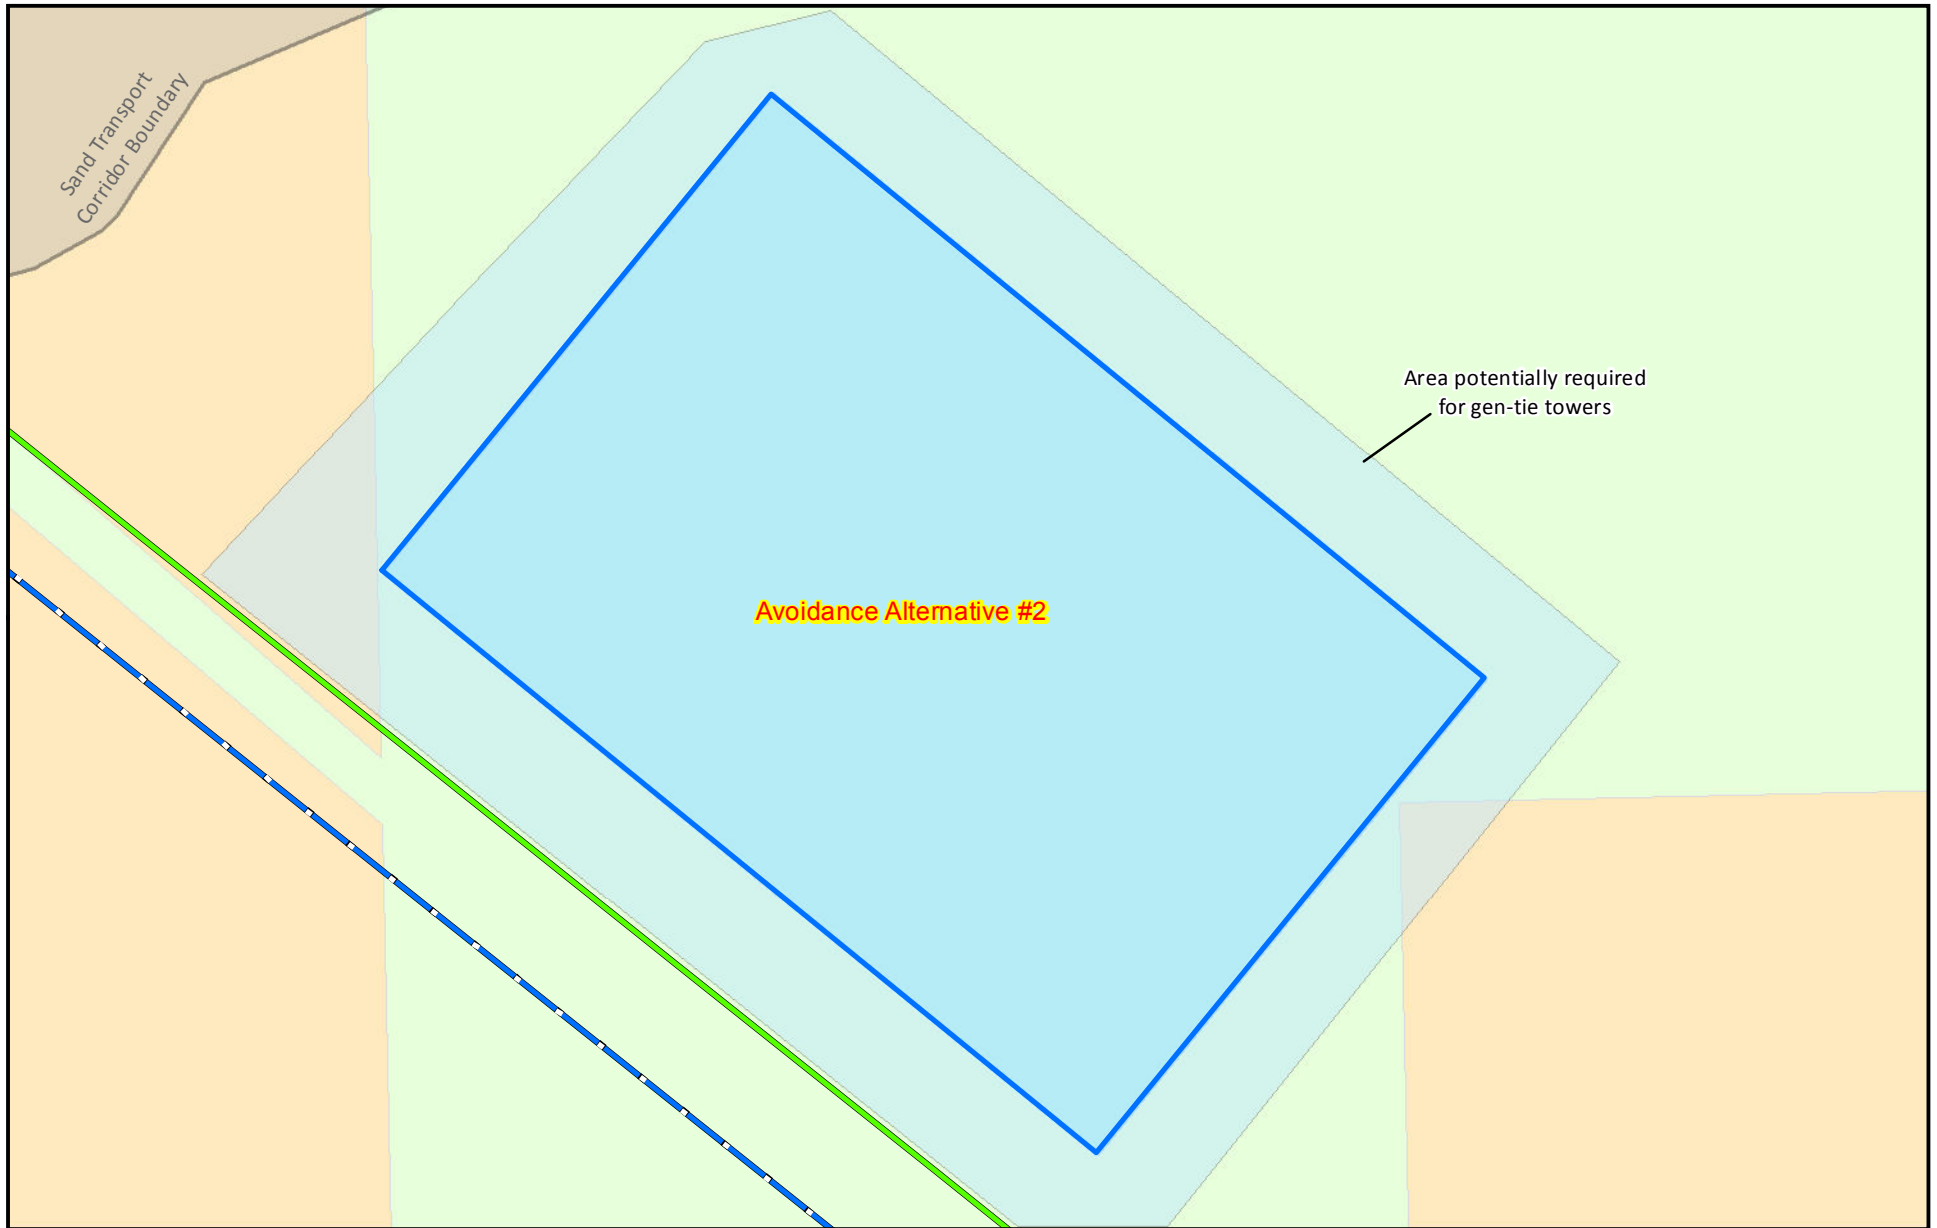 Sand Transport
Corridor Boundary
Area potentially required
for gen-tie towers
Avoidance Alternative #2